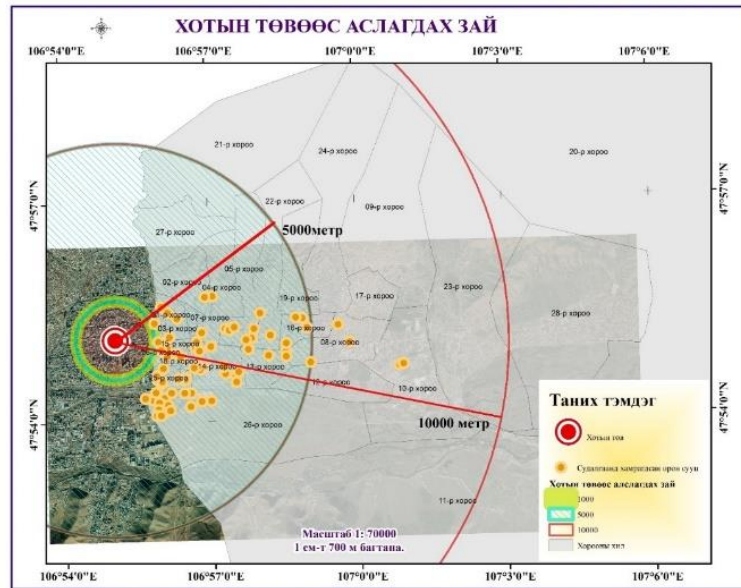 ХОТЫН ТӨВӨӨС АСЛАГДАХ ЗАЙ
106°54'0"E 106°57'0"E 107°0'0"E 107°3'0"E 107°6'0"E
21-р хороо
24-р хороо
20-р хороо
47°57'0"N 47°57'0"N
22-р хороо
09-р хороо
5000метр
27-р хороо
05-р хороо
02-р хороо
04-р хороо
19-р хороо
17-р хороо
23-р хороо
28-р хороо
07-р хороо
03-р хороо
16-р хороо
08-р хороо
15-р хороо
14-р хороо
10-р хороо
10000 метр
26-р хороо
47°54'0"N 47°54'0"N
11-р хороо
Таних тэмдэг
Хотын төв
Судалгаанд хамрагдсан орон сууц
Хотын төвөөс алслагдах зай
1000
5000
10000
Хорооны хил
Масштаб 1: 70000
1 см-т 700 м багтана.
106°54'0"E 106°57'0"E 107°0'0"E 107°3'0"E 107°6'0"E